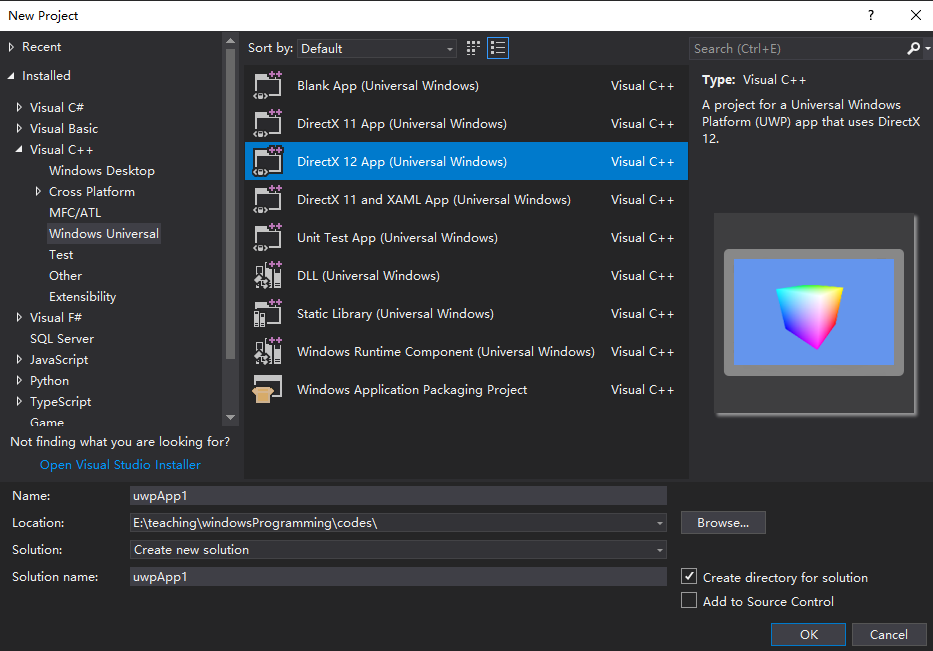 New Project
?
Recent
Installed
Visual C#
Visual Basic
Visual C++
Windows Desktop
Cross Platform
MFC/ATL
Windows Universal
Test
Other
Extensibility
Visual F#
SQL Server
JavaScript
Python
TypeScript
Game
Not finding what you are looking for?
Open Visual Studio Installer
Sort by: Default
Blank App (Universal Windows) Visual C++
DirectX 11 App (Universal Windows) Visual C++
DirectX 12 App (Universal Windows) Visual C++
DirectX 11 and XAML App (Universal Windows) Visual C++
Unit Test App (Universal Windows) Visual C++
DLL (Universal Windows) Visual C++
Static Library (Universal Windows) Visual C++
Windows Runtime Component (Universal Windows) Visual C++
Windows Application Packaging Project Visual C++
Search (Ctrl+E)
Type: Visual C++
A project for a Universal Windows
Platform (UWP) app that uses DirectX
12.
Name: uwpApp1
Location: E:\teaching\windowsProgramming\codes\ Browse...
Solution: Create new solution
Solution name: uwpApp1
Create directory for solution
Add to Source Control
OK Cancel